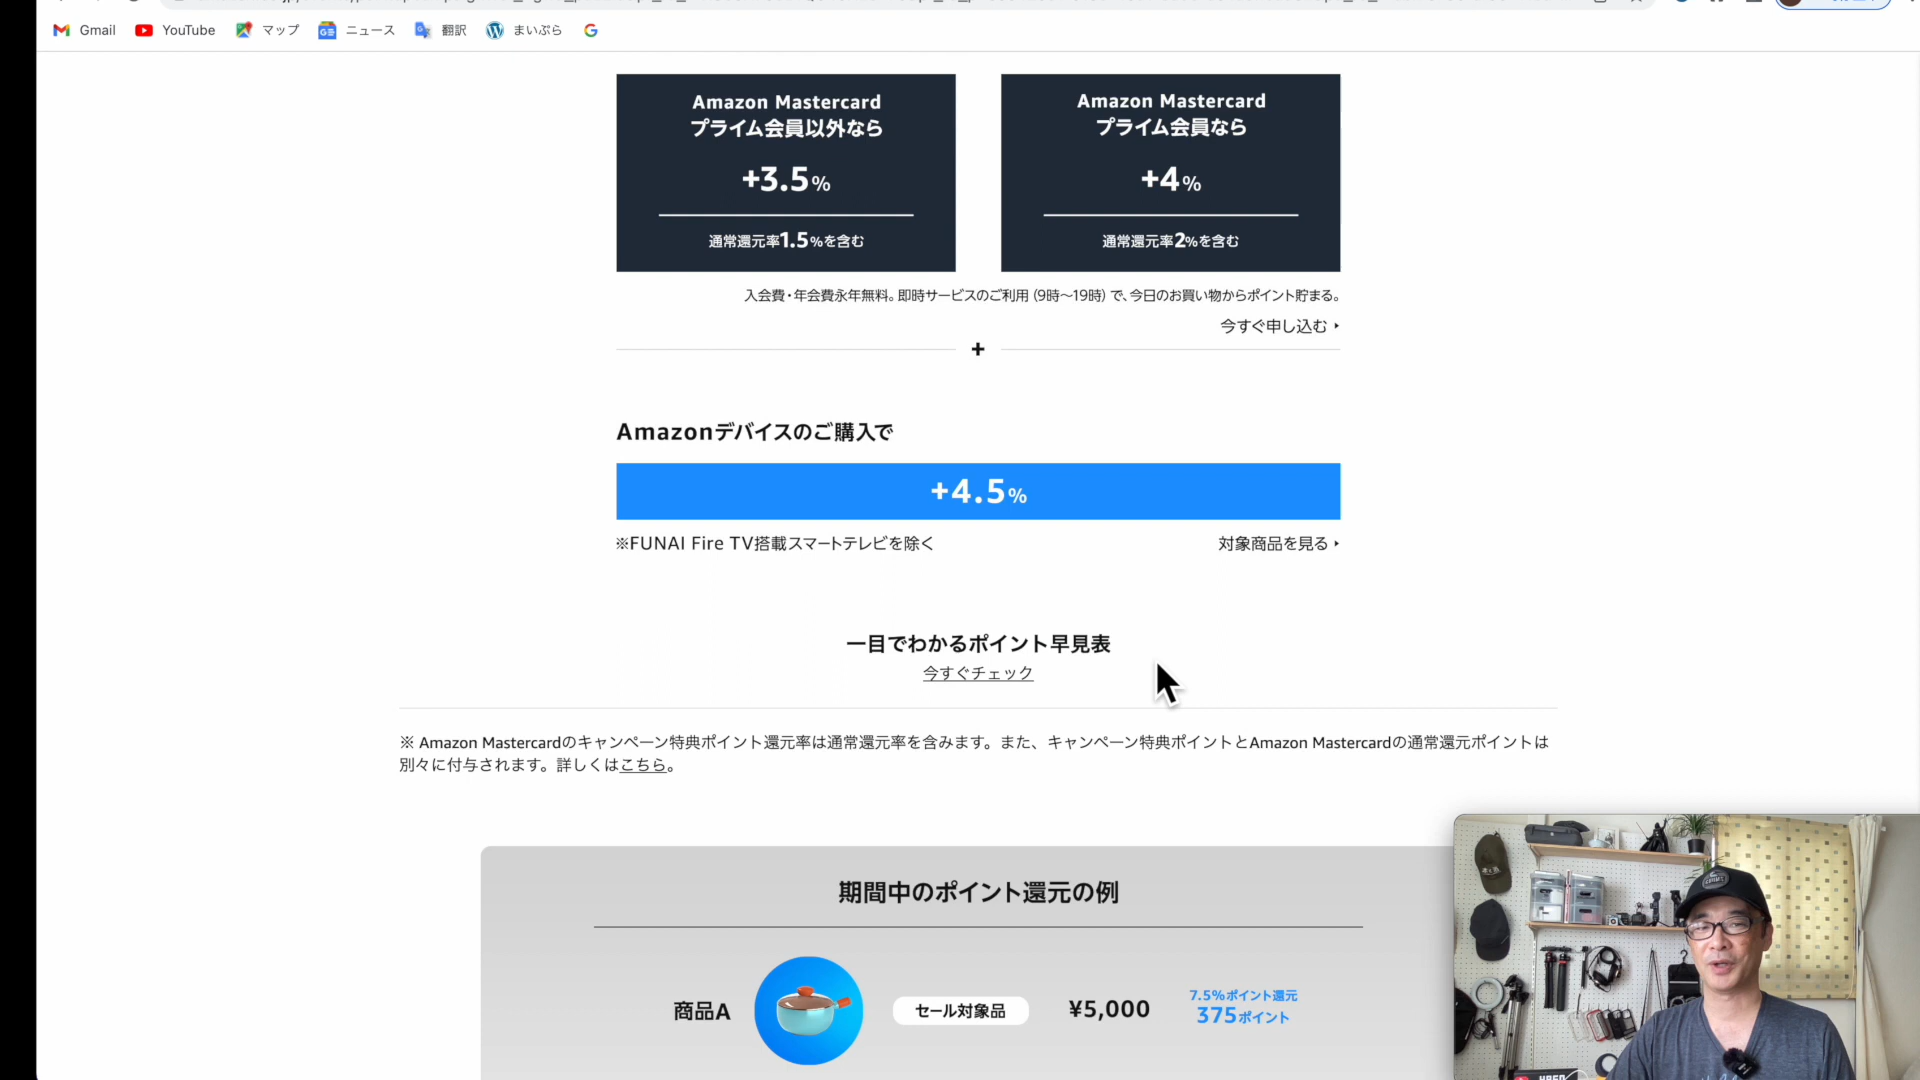 Gmail YouTube マップ ニュース 翻訳 まいぷら
Amazon Mastercard
プライム会員以外なら
+3.5%
通常還元率1.5%を含む
Amazon Mastercard
プライム会員なら
+4%
通常還元率2%を含む
入会費・年会費永年無料。即時サービスのご利用（9時〜19時）で、今日のお買い物からポイント貯まる。
今すぐ申し込む
+
Amazonデバイスのご購入で
+4.5%
※FUNAI Fire TV搭載スマートテレビを除く
対象商品を見る
一目でわかるポイント早見表
今すぐチェック
※ Amazon Mastercardのキャンペーン特典ポイント還元率は通常還元率を含みます。また、キャンペーン特典ポイントとAmazon Mastercardの通常還元ポイントは
別々に付与されます。詳しくはこちら。
期間中のポイント還元の例
商品A
セール対象品
¥5,000
7.5%ポイント還元
375ポイント